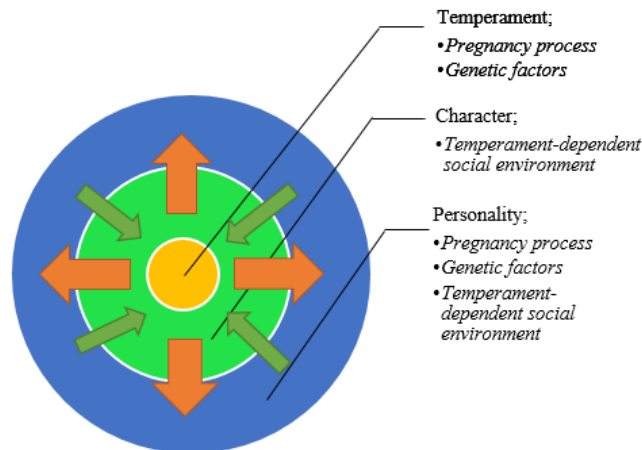 Temperament;
•Pregnancy process
•Genetic factors
Character;
•Temperament-dependent
social environment
Personality;
•Pregnancy process
•Genetic factors
•Temperament-
dependent social
environment